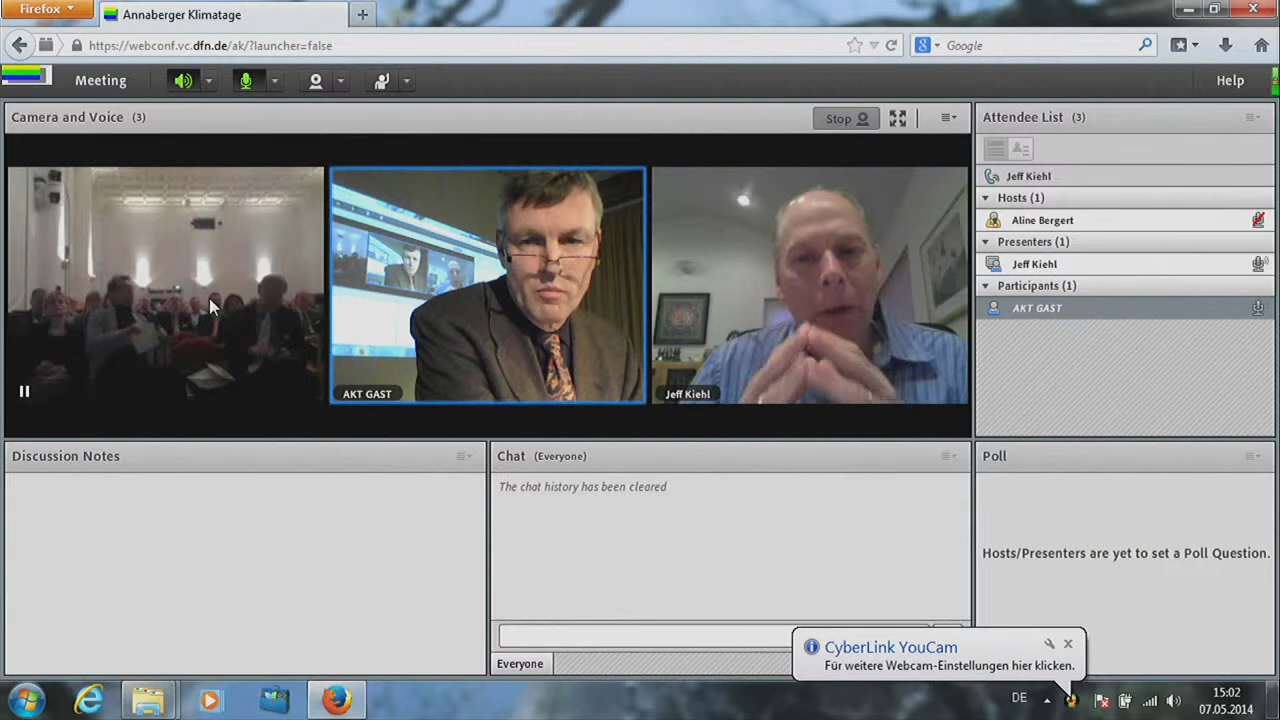 Firefox
Annaberger Klimatage
https://webconf.vc.dfn.de/ak/?launcher=false
Google
Meeting
Help
Camera and Voice (3)
Stop
Attendee List (3)
Jeff Kiehl
Hosts (1)
Aline Bergert
Presenters (1)
Jeff Kiehl
Participants (1)
AKT GAST
AKT GAST
Jeff Kiehl
Discussion Notes
Chat (Everyone)
Poll
The chat history has been cleared
Hosts/Presenters are yet to set a Poll Question.
Everyone
CyberLink YouCam
Für weitere Webcam-Einstellungen hier klicken.
DE
15:02
07.05.2014